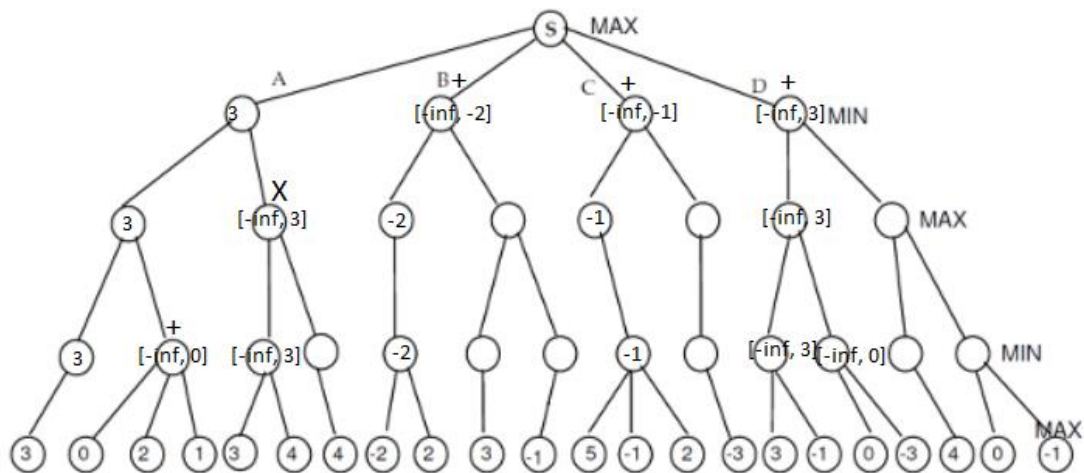 S MAX
A B + C + D +
3 [-inf, -2] [-inf, -1] [-inf, 3] MIN
X
3 [-inf, 3] -2 -1 [-inf, 3] MAX
+
3 [-inf, 0] [-inf, 3] -2 -1 [-inf, 3] [-inf, 0] MIN
MAX
3 0 2 1 3 4 4 -2 2 3 -1 5 -1 2 -3 3 -1 0 -3 4 0 -1